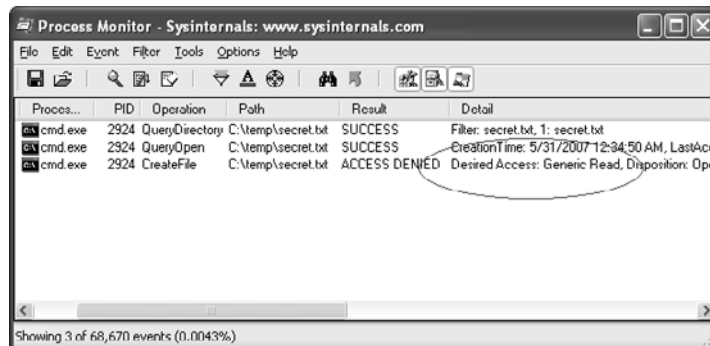 Process Monitor - Sysinternals: www.sysinternals.com
File Edit Event Filter Tools Options Help
Proces... PID Operation Path Result Detail
cmd.exe 2924 QueryDirectory C:\temp\secret.txt SUCCESS Filter: secret.txt, 1: secret.txt
cmd.exe 2924 QueryOpen C:\temp\secret.txt SUCCESS CreationTime: 5/31/2007 12:34:50 AM, LastAcc
cmd.exe 2924 CreateFile C:\temp\secret.txt ACCESS DENIED Desired Access: Generic Read, Disposition: Ope
Showing 3 of 68,670 events (0.0043%)